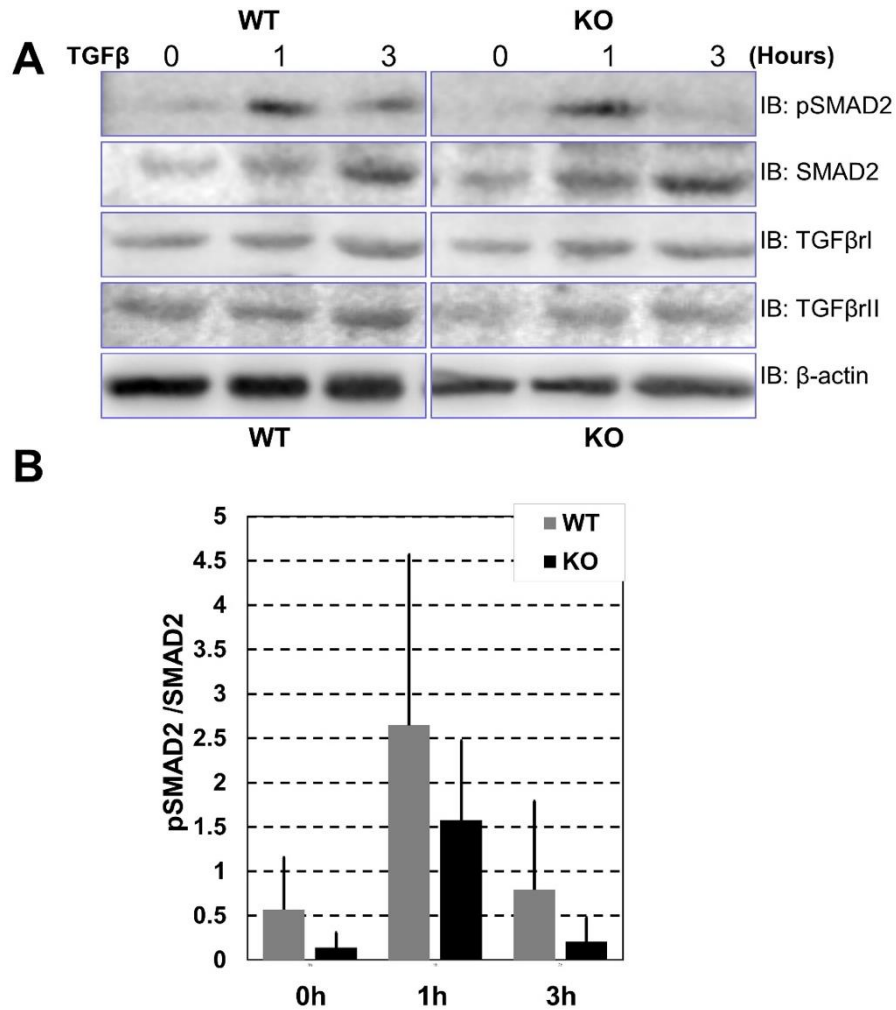 WT KO
A TGFβ 0 1 3 0 1 3 (Hours)
IB: pSMAD2
IB: SMAD2
IB: TGFβrI
IB: TGFβrII
IB: β-actin
WT KO
B
5
4.5
4
3.5
3
2.5
2
1.5
1
0.5
0
pSMAD2 /SMAD2
WT
KO
0h 1h 3h